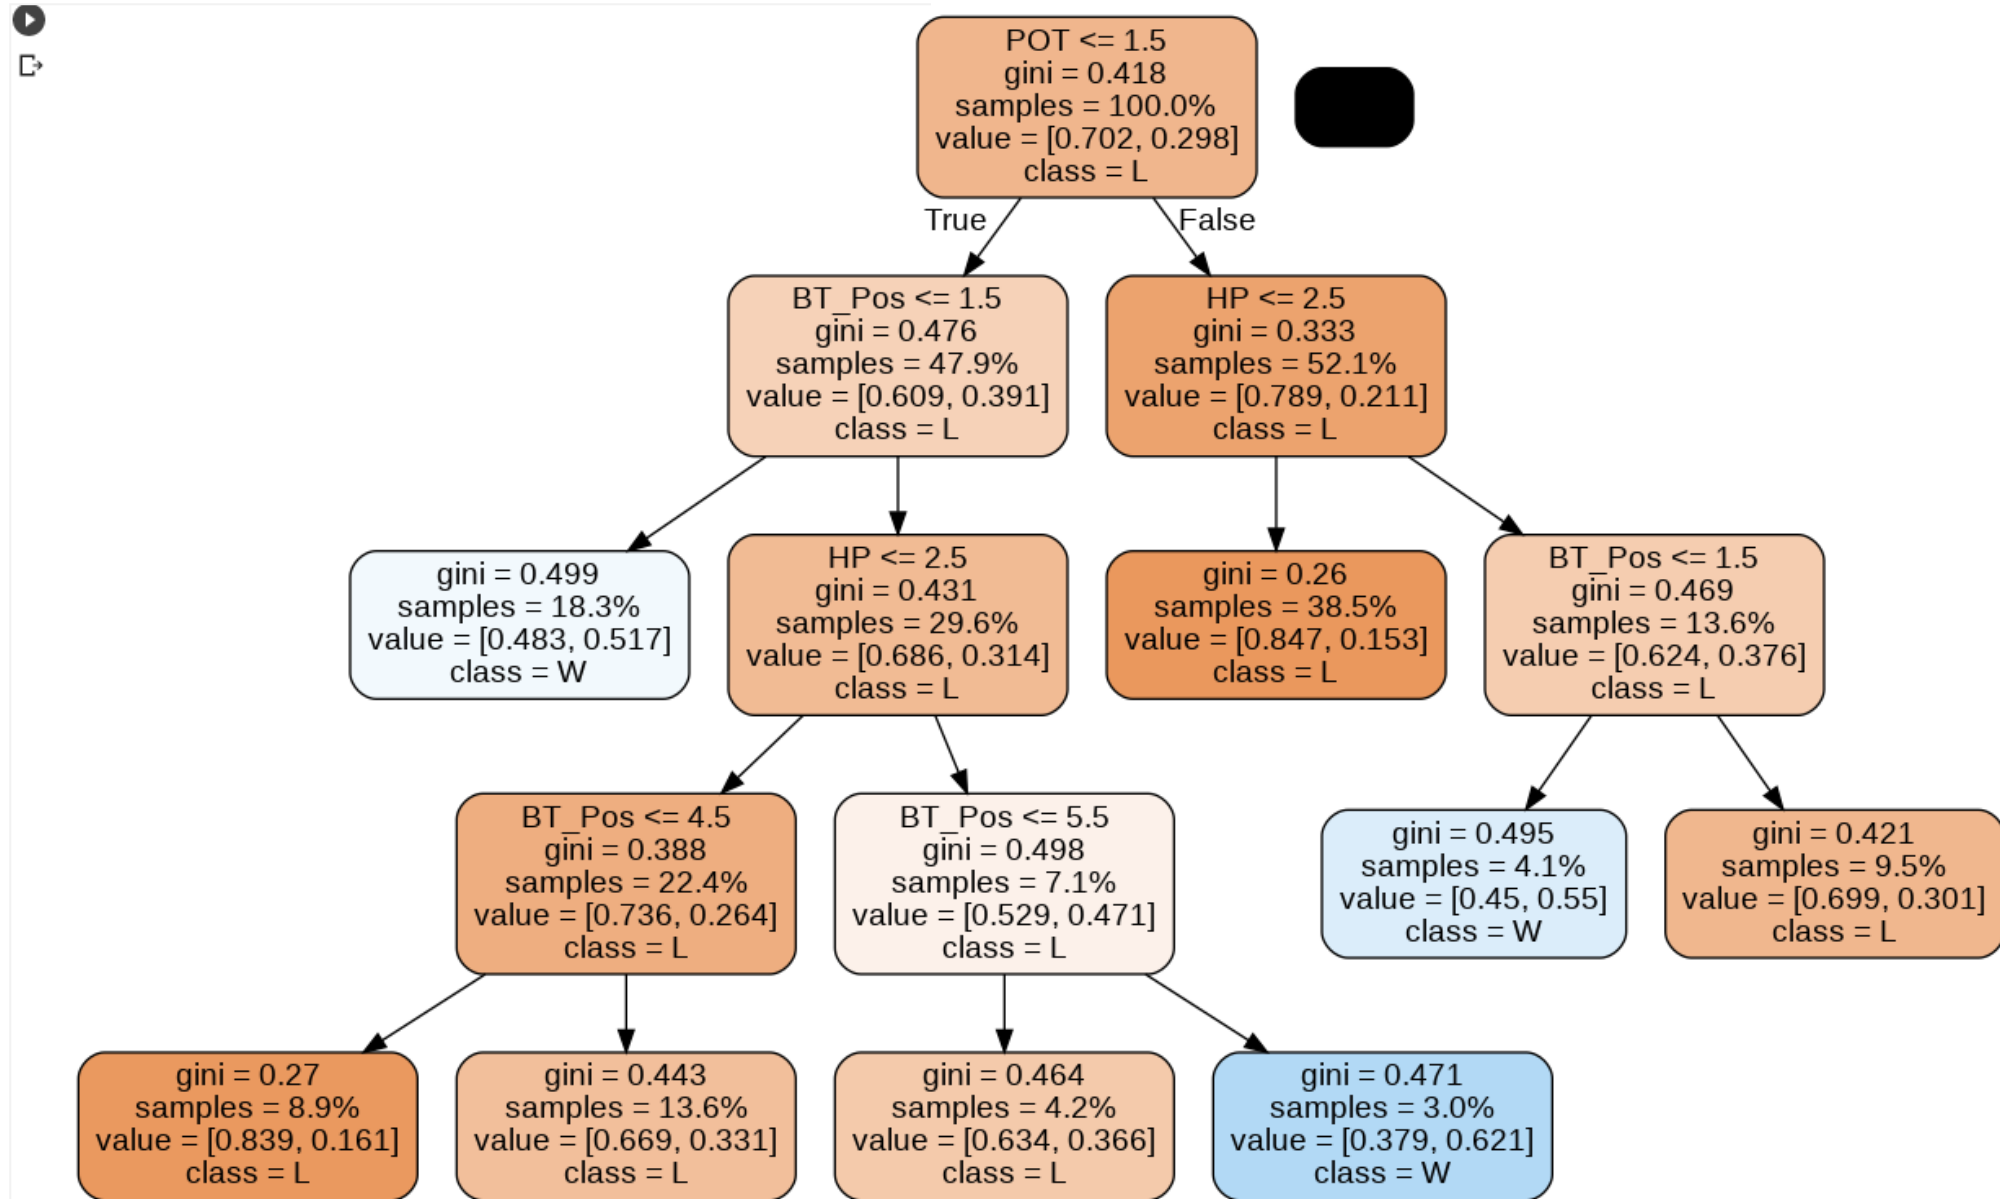 POT <= 1.5
gini = 0.418
samples = 100.0%
value = [0.702, 0.298]
class = L
True
False
BT_Pos <= 1.5
gini = 0.476
samples = 47.9%
value = [0.609, 0.391]
class = L
HP <= 2.5
gini = 0.333
samples = 52.1%
value = [0.789, 0.211]
class = L
gini = 0.499
samples = 18.3%
value = [0.483, 0.517]
class = W
HP <= 2.5
gini = 0.431
samples = 29.6%
value = [0.686, 0.314]
class = L
gini = 0.26
samples = 38.5%
value = [0.847, 0.153]
class = L
BT_Pos <= 1.5
gini = 0.469
samples = 13.6%
value = [0.624, 0.376]
class = L
BT_Pos <= 4.5
gini = 0.388
samples = 22.4%
value = [0.736, 0.264]
class = L
BT_Pos <= 5.5
gini = 0.498
samples = 7.1%
value = [0.529, 0.471]
class = L
gini = 0.495
samples = 4.1%
value = [0.45, 0.55]
class = W
gini = 0.421
samples = 9.5%
value = [0.699, 0.301]
class = L
gini = 0.27
samples = 8.9%
value = [0.839, 0.161]
class = L
gini = 0.443
samples = 13.6%
value = [0.669, 0.331]
class = L
gini = 0.464
samples = 4.2%
value = [0.634, 0.366]
class = L
gini = 0.471
samples = 3.0%
value = [0.379, 0.621]
class = W